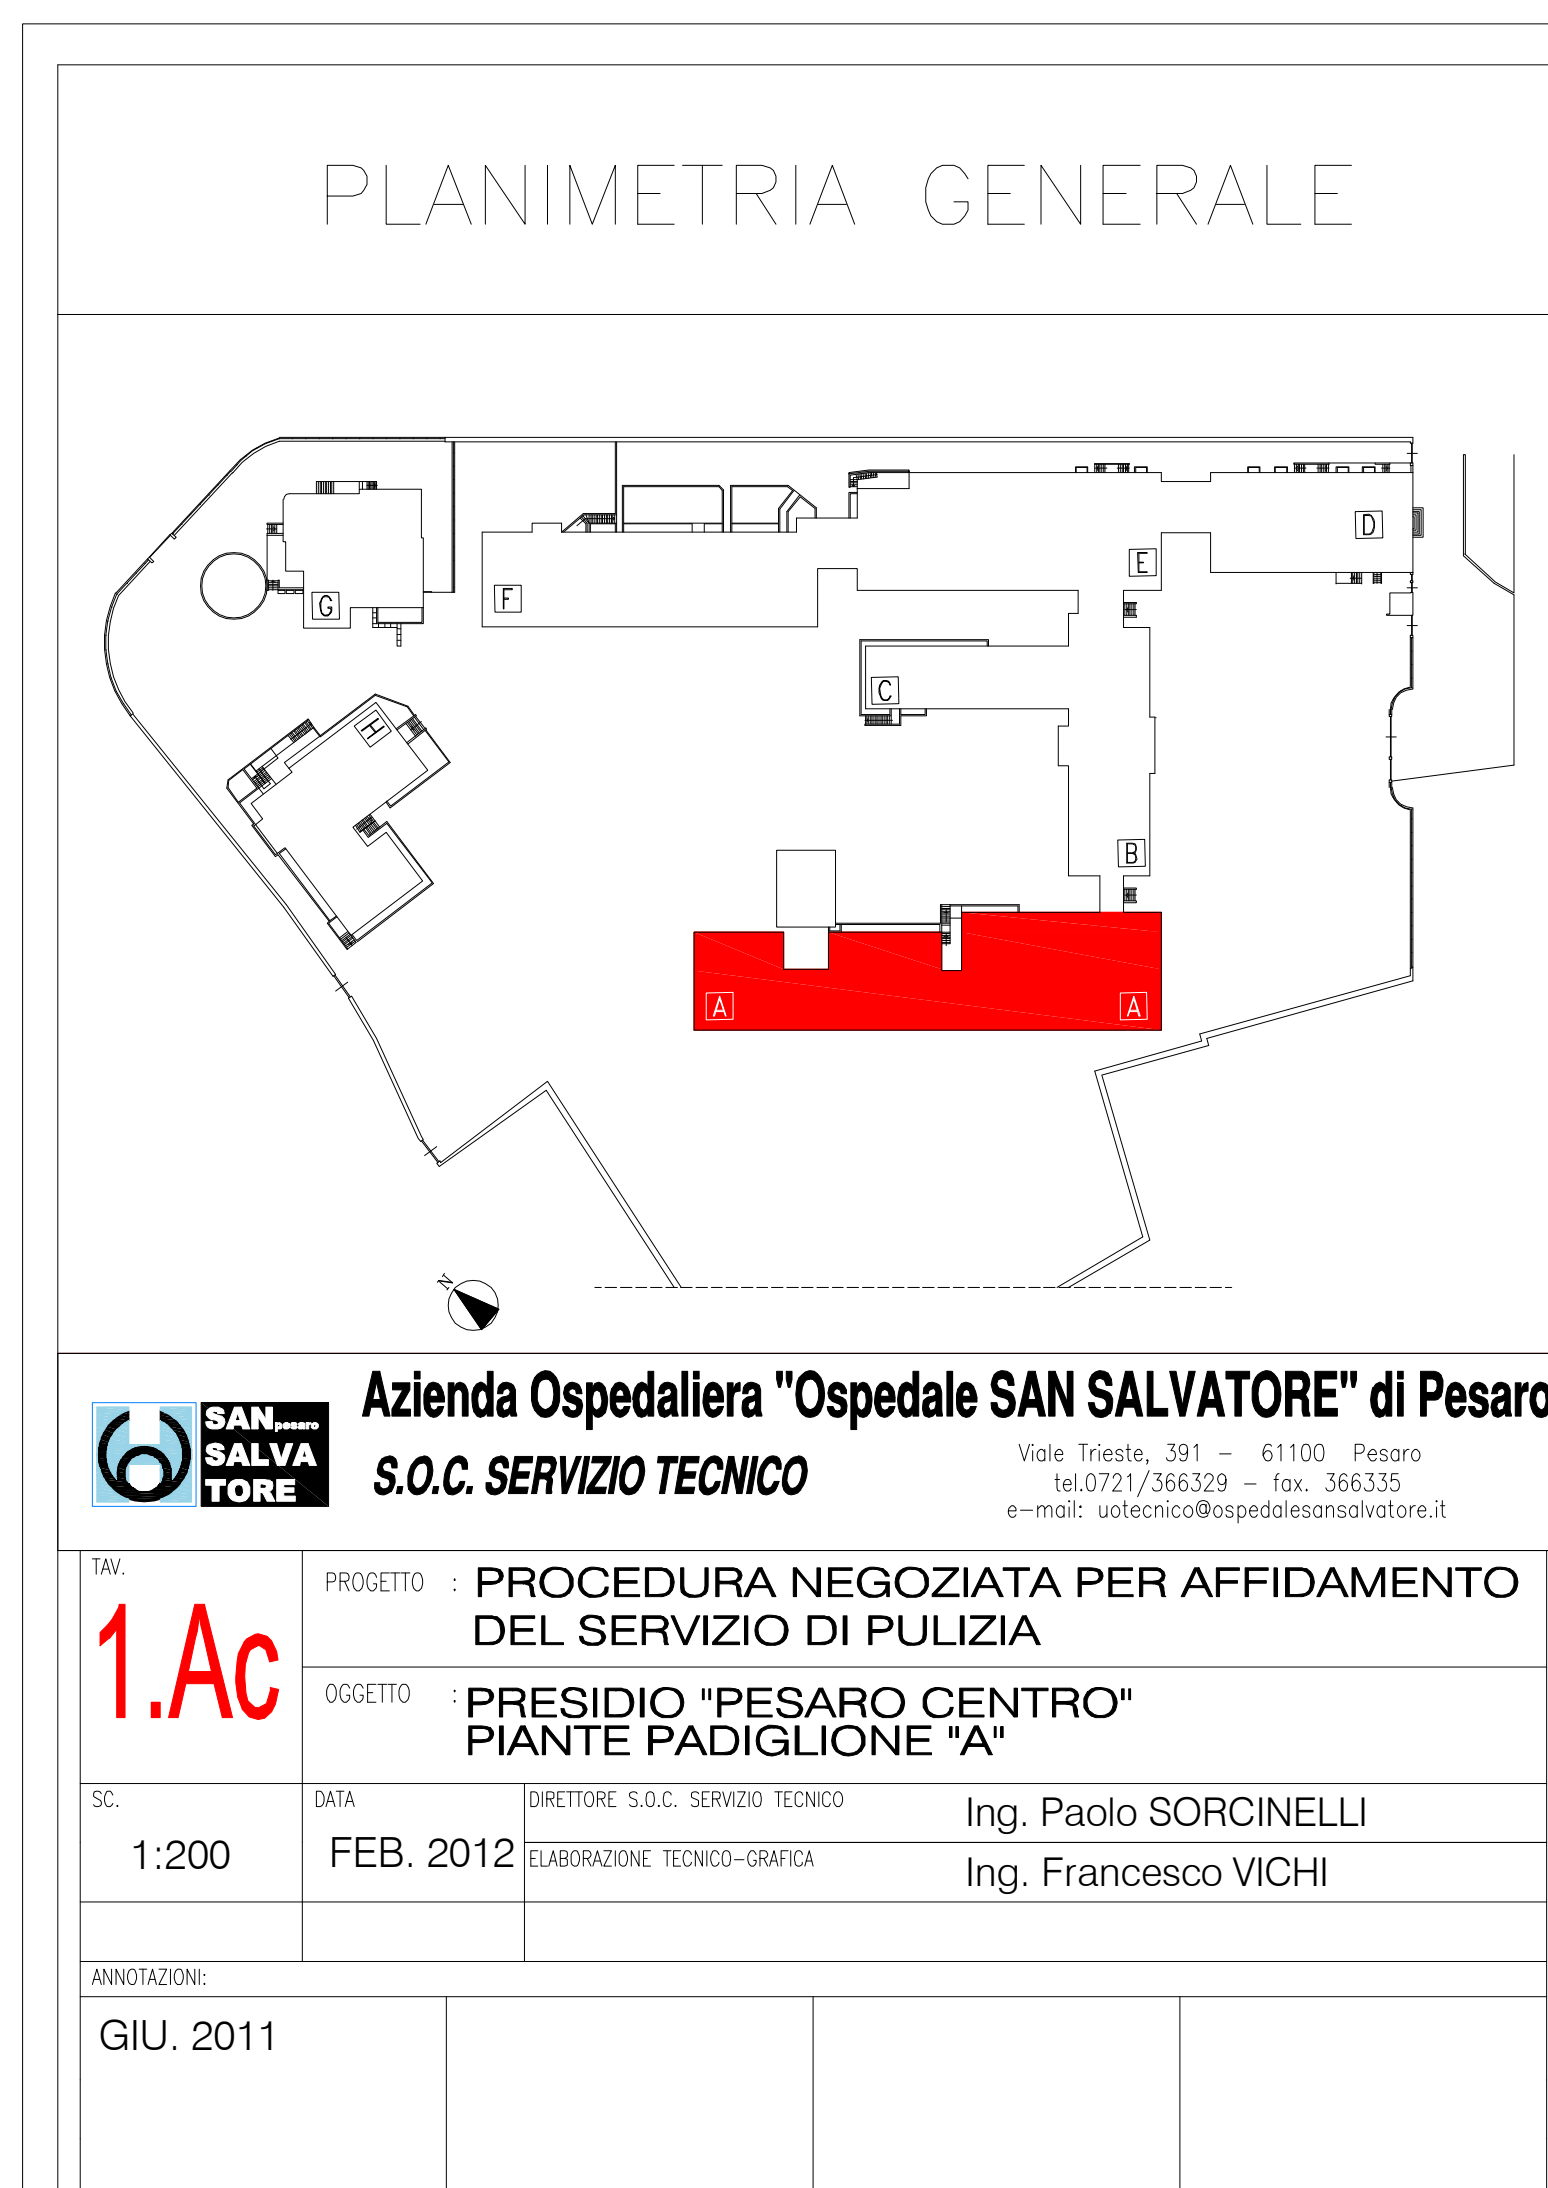 PLANIMETRIA GENERALE
D
E
F
G
C
H
B
A
A
N
Azienda Ospedaliera "Ospedale SAN SALVATORE" di Pesaro
SAN pesaro
SALVA
TORE
S.O.C. SERVIZIO TECNICO
Viale Trieste, 391 - 61100 Pesaro
tel.0721/366329 - fax. 366335
e-mail: uotecnico@ospedalesansalvatore.it
TAV.
1.Ac
PROGETTO : PROCEDURA NEGOZIATA PER AFFIDAMENTO
DEL SERVIZIO DI PULIZIA
OGGETTO : PRESIDIO "PESARO CENTRO"
PIANTE PADIGLIONE "A"
SC.
1:200
DATA
FEB. 2012
DIRETTORE S.O.C. SERVIZIO TECNICO Ing. Paolo SORCINELLI
ELABORAZIONE TECNICO-GRAFICA Ing. Francesco VICHI
ANNOTAZIONI:
GIU. 2011